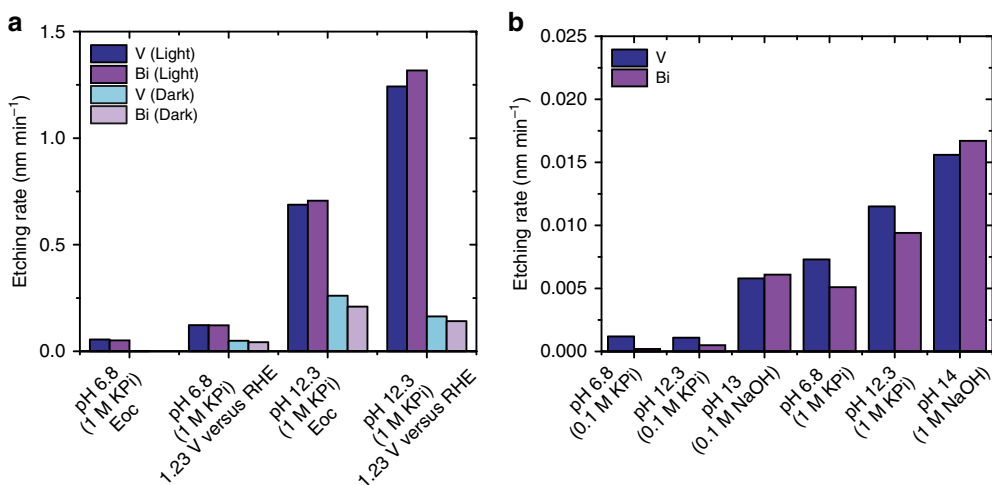 a
Etching rate (nm min⁻¹)
1.5
1.0
0.5
0.0
V (Light)
Bi (Light)
V (Dark)
Bi (Dark)
pH 6.8
(1 M KPi)
Eoc
pH 6.8
(1 M KPi)
1.23 V versus RHE
pH 12.3
(1 M KPi)
Eoc
pH 12.3
(1 M KPi)
1.23 V versus RHE
b
Etching rate (nm min⁻¹)
0.025
0.020
0.015
0.010
0.005
0.000
V
Bi
pH 6.8
(0.1 M KPi)
pH 12.3
(0.1 M KPi)
pH 13
(0.1 M NaOH)
pH 6.8
(1 M KPi)
pH 12.3
(1 M KPi)
pH 14
(1 M NaOH)